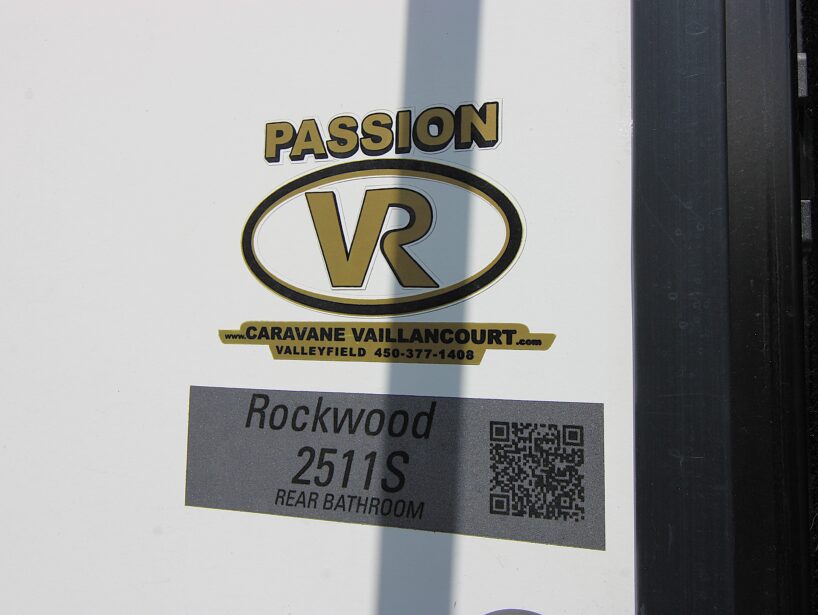 PASSION
VR
www.CARAVANE VAILLANCOURT.com
VALLEYFIELD 450-377-1408
Rockwood
2511S
REAR BATHROOM